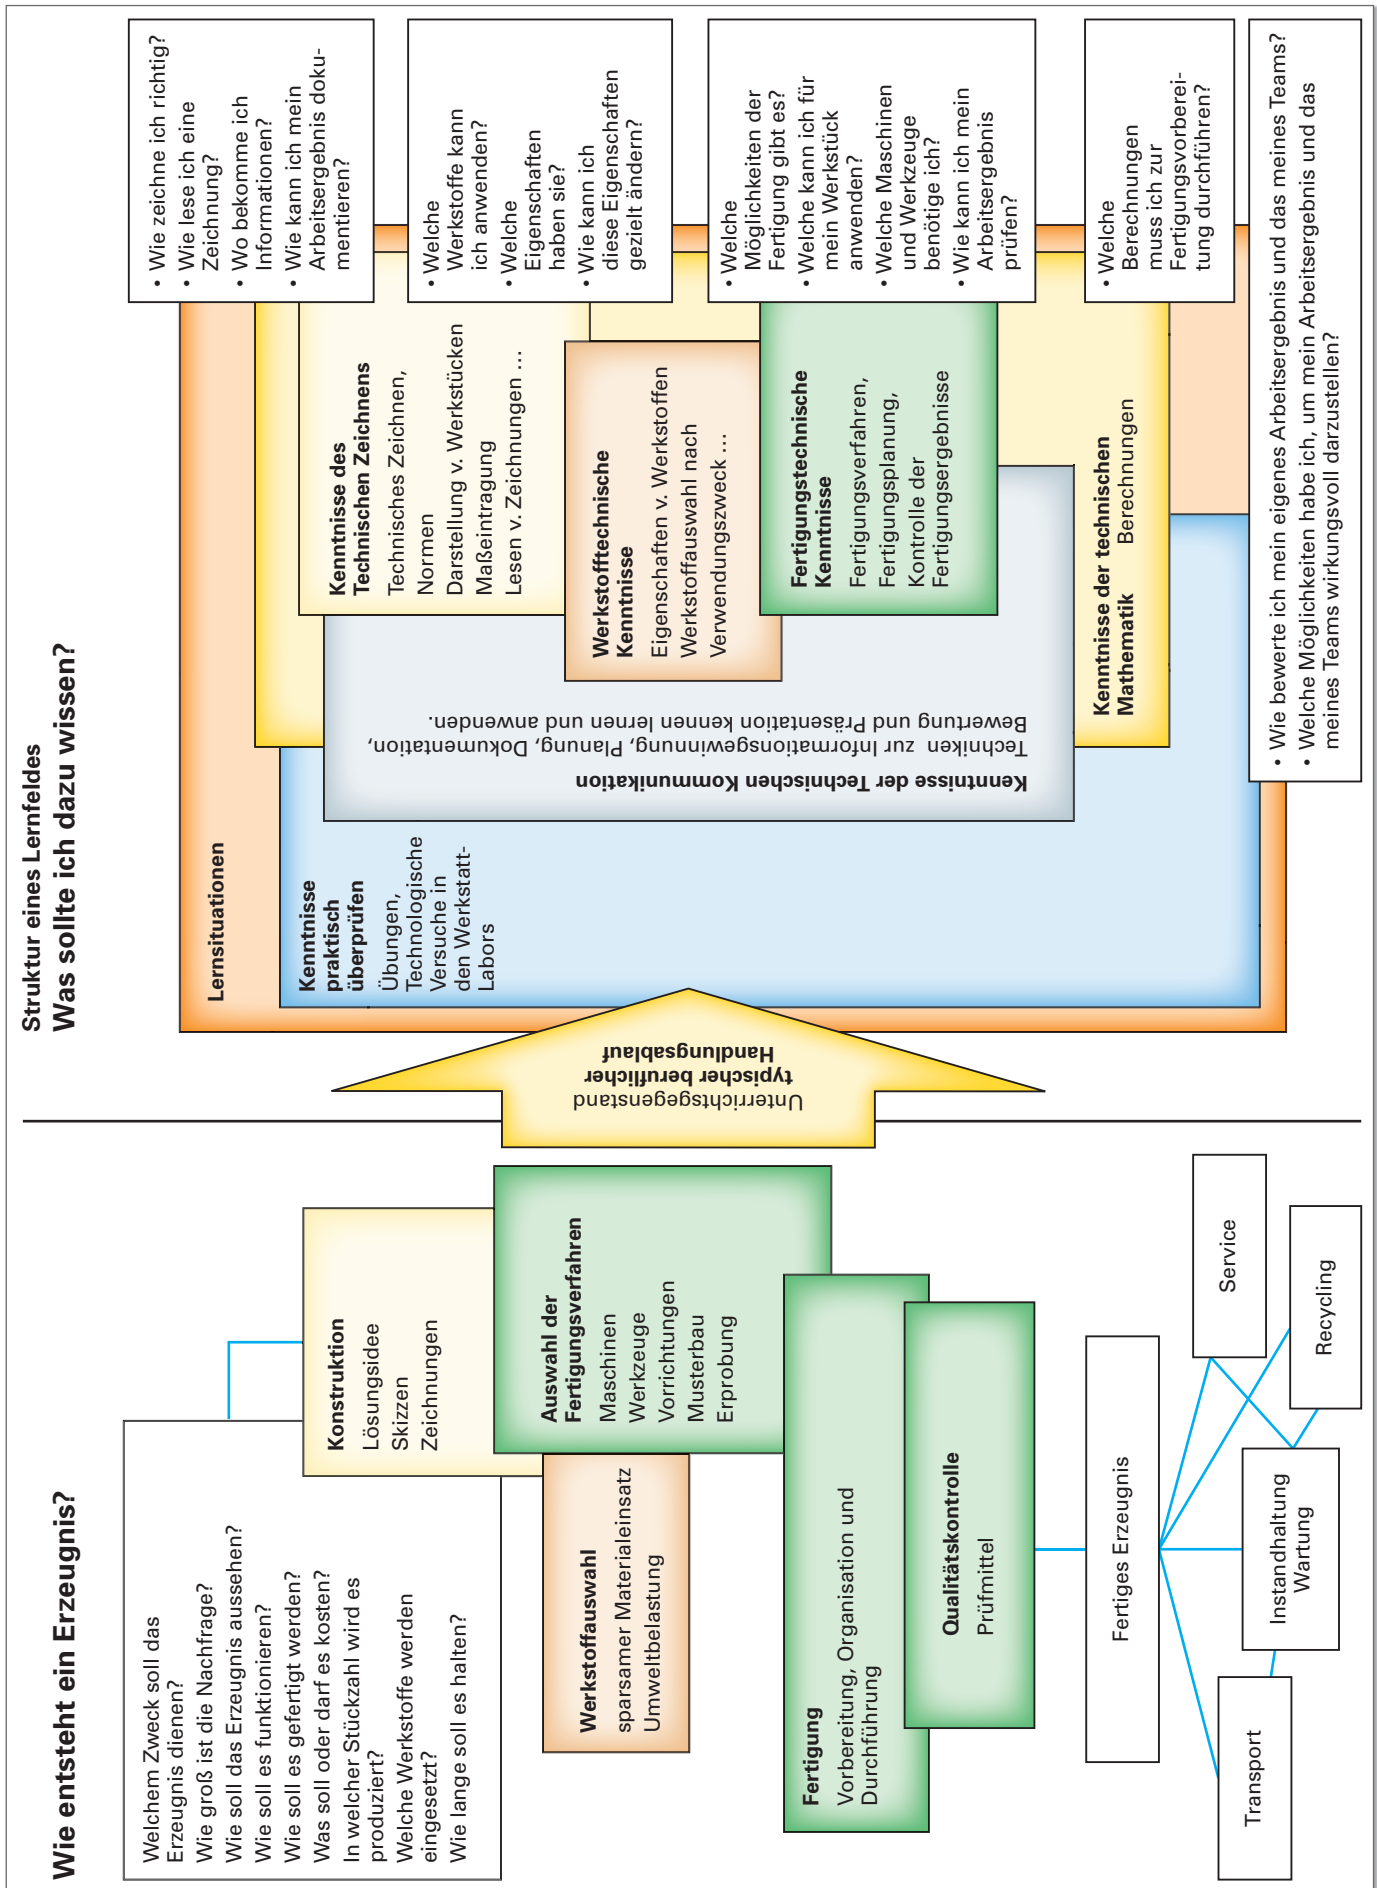 Wie entsteht ein Erzeugnis?
Welchem Zweck soll das
Erzeugnis dienen?
Wie groß ist die Nachfrage?
Wie soll das Erzeugnis aussehen?
Wie soll es funktionieren?
Wie soll es gefertigt werden?
Was soll oder darf es kosten?
In welcher Stückzahl wird es
produziert?
Welche Werkstoffe werden
eingesetzt?
Wie lange soll es halten?
Konstruktion
Lösungsidee
Skizzen
Zeichnungen
Werkstoffauswahl
sparsamer Materialeinsatz
Umweltbelastung
Auswahl der
Fertigungsverfahren
Maschinen
Werkzeuge
Vorrichtungen
Musterbau
Erprobung
Fertigung
Vorbereitung, Organisation und
Durchführung
Qualitätskontrolle
Prüfmittel
Fertiges Erzeugnis
Transport
Instandhaltung
Wartung
Service
Recycling
Unterrichtsgegenstand
typischer beruflicher
Handlungsablauf
Struktur eines Lernfeldes
Was sollte ich dazu wissen?
Lernsituationen
Kenntnisse
praktisch
überprüfen
Übungen,
Technologische
Versuche in
den Werkstatt-
Labors
Kenntnisse der Technischen Kommunikation
Techniken zur Informationsgewinnung, Planung, Dokumentation,
Bewertung und Präsentation kennen lernen und anwenden.
Kenntnisse des
Technischen Zeichnens
Technisches Zeichnen,
Normen
Darstellung v. Werkstücken
Maßeintragung
Lesen v. Zeichnungen ...
Werkstofftechnische
Kenntnisse
Eigenschaften v. Werkstoffen
Werkstoffauswahl nach
Verwendungszweck ...
Fertigungstechnische
Kenntnisse
Fertigungsverfahren,
Fertigungsplanung,
Kontrolle der
Fertigungsergebnisse
Kenntnisse der technischen
Mathematik Berechnungen
• Wie zeichne ich richtig?
• Wie lese ich eine
Zeichnung?
• Wo bekomme ich
Informationen?
• Wie kann ich mein
Arbeitsergebnis doku-
mentieren?
• Welche
Werkstoffe kann
ich anwenden?
• Welche
Eigenschaften
haben sie?
• Wie kann ich
diese Eigenschaften
gezielt ändern?
• Welche
Möglichkeiten der
Fertigung gibt es?
• Welche kann ich für
mein Werkstück
anwenden?
• Welche Maschinen
und Werkzeuge
benötige ich?
• Wie kann ich mein
Arbeitsergebnis
prüfen?
• Welche
Berechnungen
muss ich zur
Fertigungsvorberei-
tung durchführen?
• Wie bewerte ich mein eigenes Arbeitsergebnis und das meines Teams?
• Welche Möglichkeiten habe ich, um mein Arbeitsergebnis und das
meines Teams wirkungsvoll darzustellen?